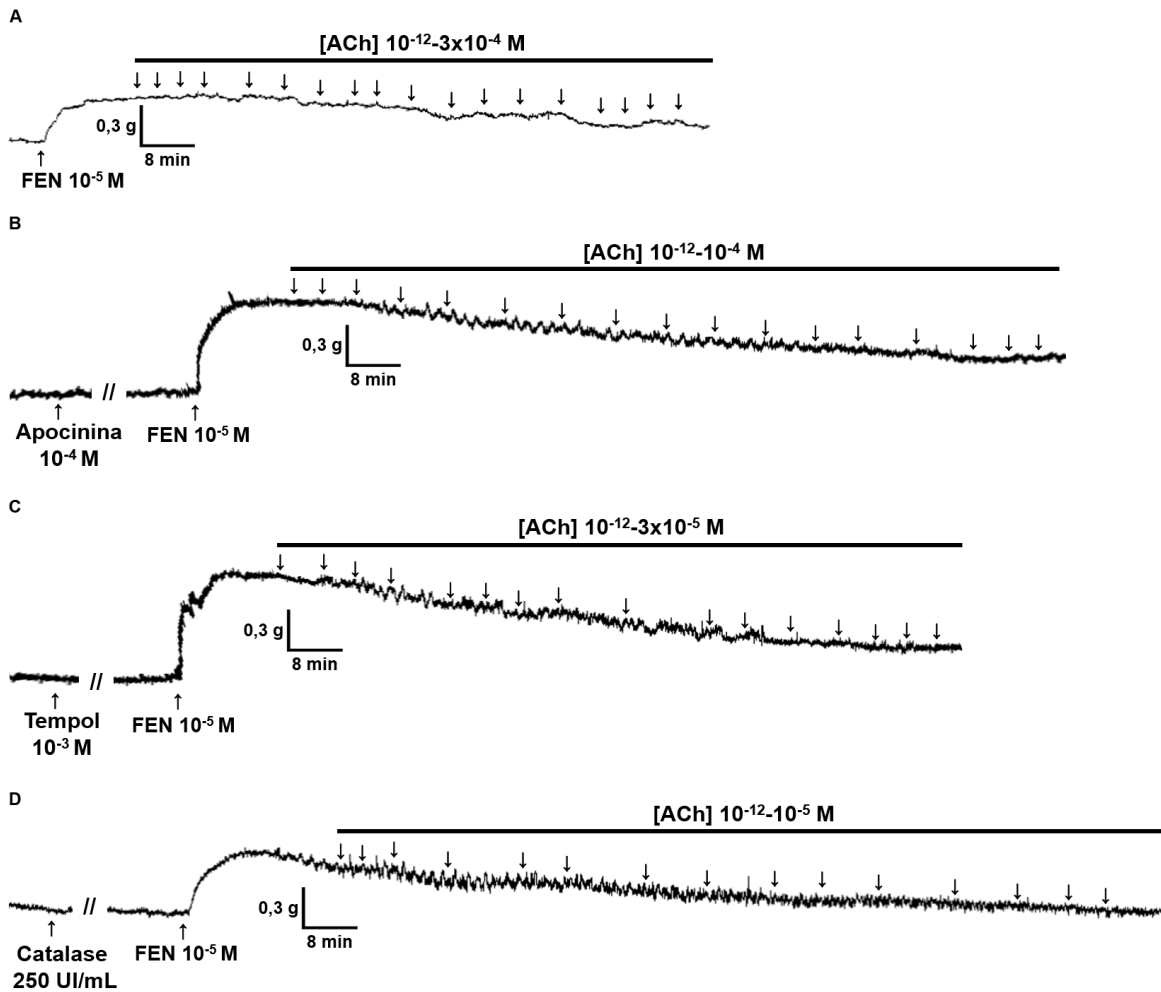 A
[ACh] 10⁻¹²-3x10⁻⁴ M
0,3 g
8 min
FEN 10⁻⁵ M
B
[ACh] 10⁻¹²-10⁻⁴ M
0,3 g
8 min
//
Apocinina
10⁻⁴ M
FEN 10⁻⁵ M
C
[ACh] 10⁻¹²-3x10⁻⁵ M
0,3 g
8 min
//
Tempol
10⁻³ M
FEN 10⁻⁵ M
D
[ACh] 10⁻¹²-10⁻⁵ M
//
0,3 g
8 min
Catalase
250 UI/mL
FEN 10⁻⁵ M